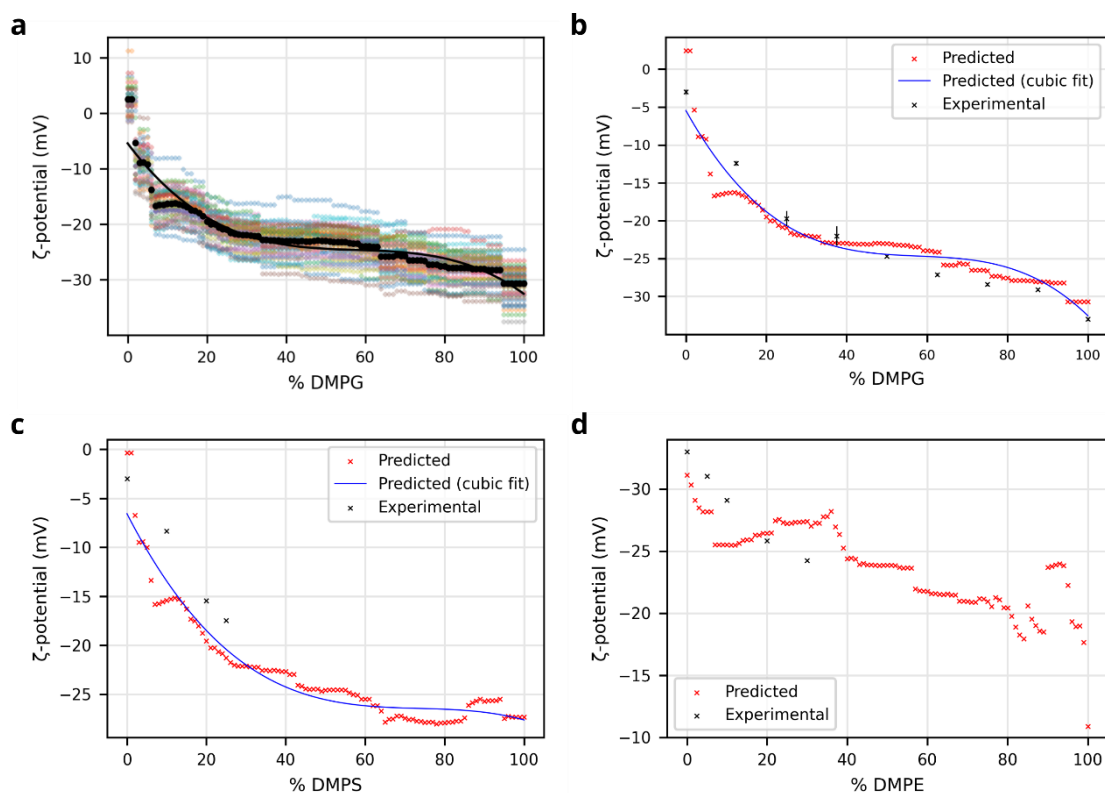 a
10
0
−10
−20
−30
ζ-potential (mV)
0 20 40 60 80 100
% DMPG
b
0
−5
−10
−15
−20
−25
−30
ζ-potential (mV)
Predicted
Predicted (cubic fit)
Experimental
0 20 40 60 80 100
% DMPG
c
0
−5
−10
−15
−20
−25
ζ-potential (mV)
Predicted
Predicted (cubic fit)
Experimental
0 20 40 60 80 100
% DMPS
d
−30
−25
−20
−15
−10
ζ-potential (mV)
Predicted
Experimental
0 20 40 60 80 100
% DMPE